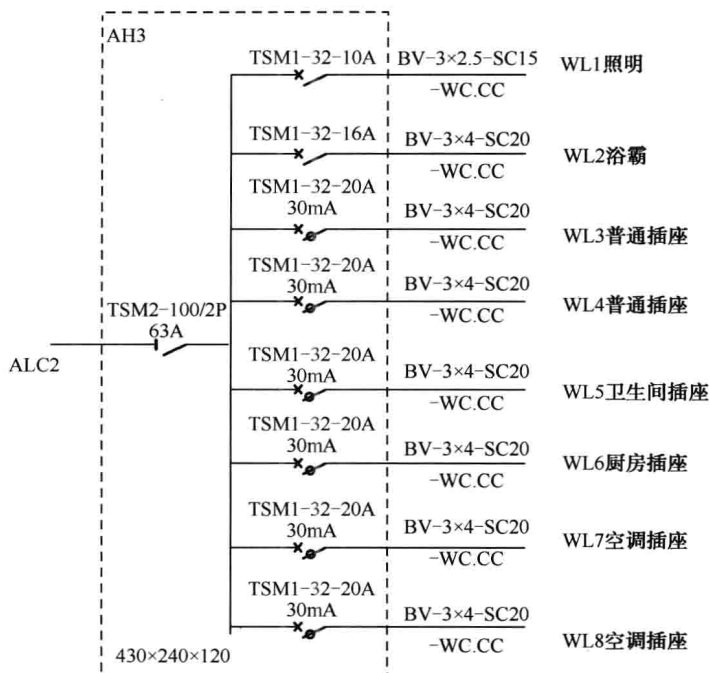 AH3
TSM1-32-10A BV-3×2.5-SC15 WL1照明
-WC.CC
TSM1-32-16A BV-3×4-SC20 WL2浴霸
-WC.CC
TSM1-32-20A
30mA BV-3×4-SC20 WL3普通插座
-WC.CC
TSM1-32-20A
30mA BV-3×4-SC20 WL4普通插座
-WC.CC
TSM2-100/2P
63A
ALC2
TSM1-32-20A
30mA BV-3×4-SC20 WL5卫生间插座
-WC.CC
TSM1-32-20A
30mA BV-3×4-SC20 WL6厨房插座
-WC.CC
TSM1-32-20A
30mA BV-3×4-SC20 WL7空调插座
-WC.CC
TSM1-32-20A
30mA BV-3×4-SC20 WL8空调插座
-WC.CC
430×240×120